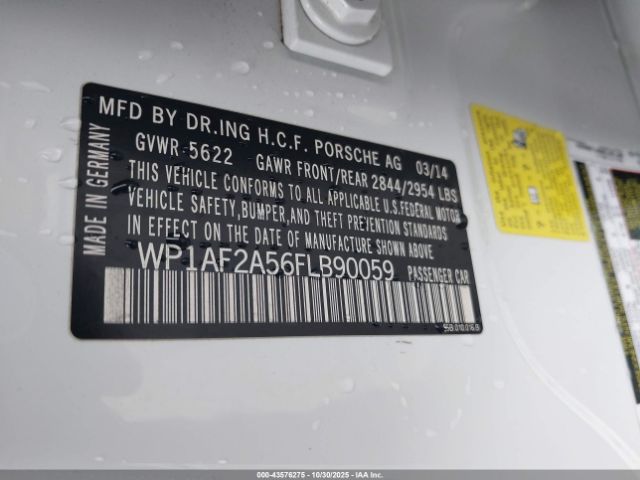 MADE IN GERMANY
MFD BY DR.ING H.C.F. PORSCHE AG 03/14
GVWR 5622 GAWR FRONT/REAR 2844/2954 LBS
THIS VEHICLE CONFORMS TO ALL APPLICABLE U.S.FEDERAL MOTOR
VEHICLE SAFETY,BUMPER,AND THEFT PREVENTION STANDARDS
IN EFFECT ON THE DATE OF MANUFACTURE SHOWN ABOVE
WP1AF2A56FLB90059 PASSENGER CAR
000-43576275 - 10/30/2025 - IAAI.COM